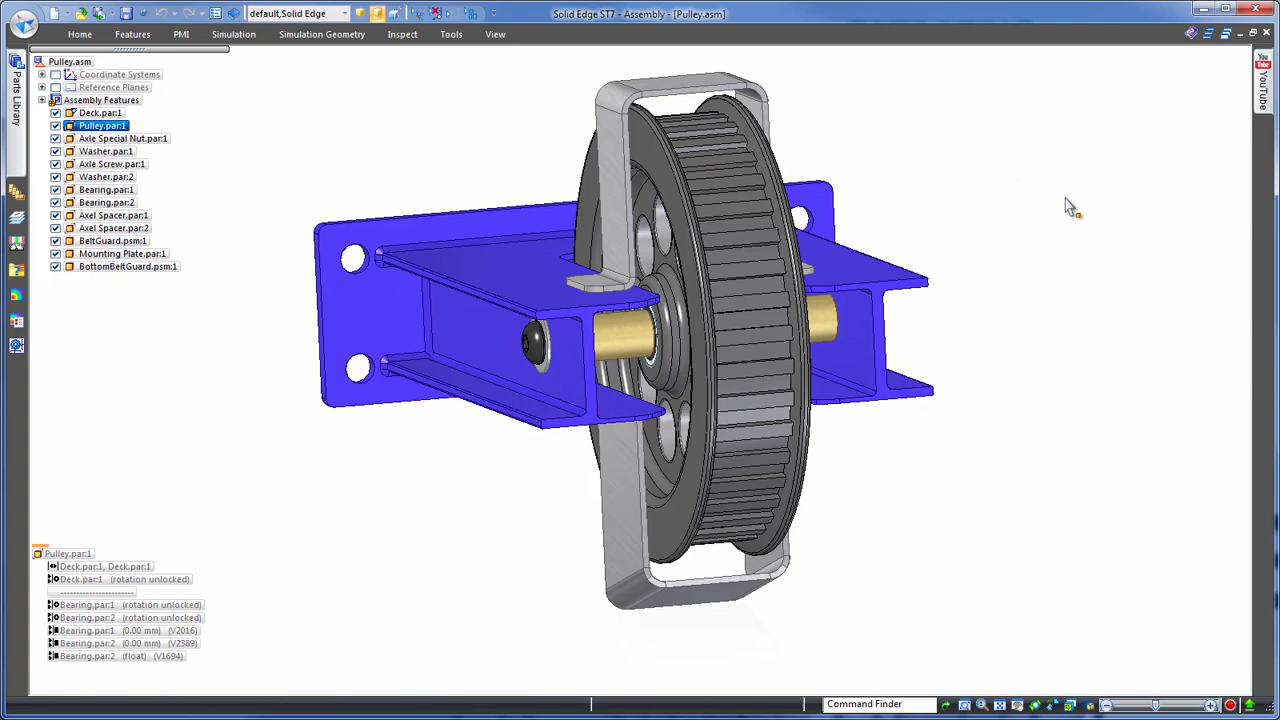 default,Solid Edge
Solid Edge ST7 - Assembly - [Pulley.asm]
Home
Features
PMI
Simulation
Simulation Geometry
Inspect
Tools
View
Parts Library
Pulley.asm
Coordinate Systems
Reference Planes
Assembly Features
Deck.par:1
Pulley.par:1
Axle Special Nut.par:1
Washer.par:1
Axle Screw.par:1
Washer.par:2
Bearing.par:1
Bearing.par:2
Axel Spacer.par:1
Axel Spacer.par:2
BeltGuard.psm:1
Mounting Plate.par:1
BottomBeltGuard.psm:1
You Tube
YouTube
Pulley.par:1
Deck.par:1, Deck.par:1
Deck.par:1 (rotation unlocked)
----------------------
Bearing.par:1 (rotation unlocked)
Bearing.par:2 (rotation unlocked)
Bearing.par:1 (0.00 mm) (V2016)
Bearing.par:2 (0.00 mm) (V2389)
Bearing.par:2 (float) (V1694)
Command Finder